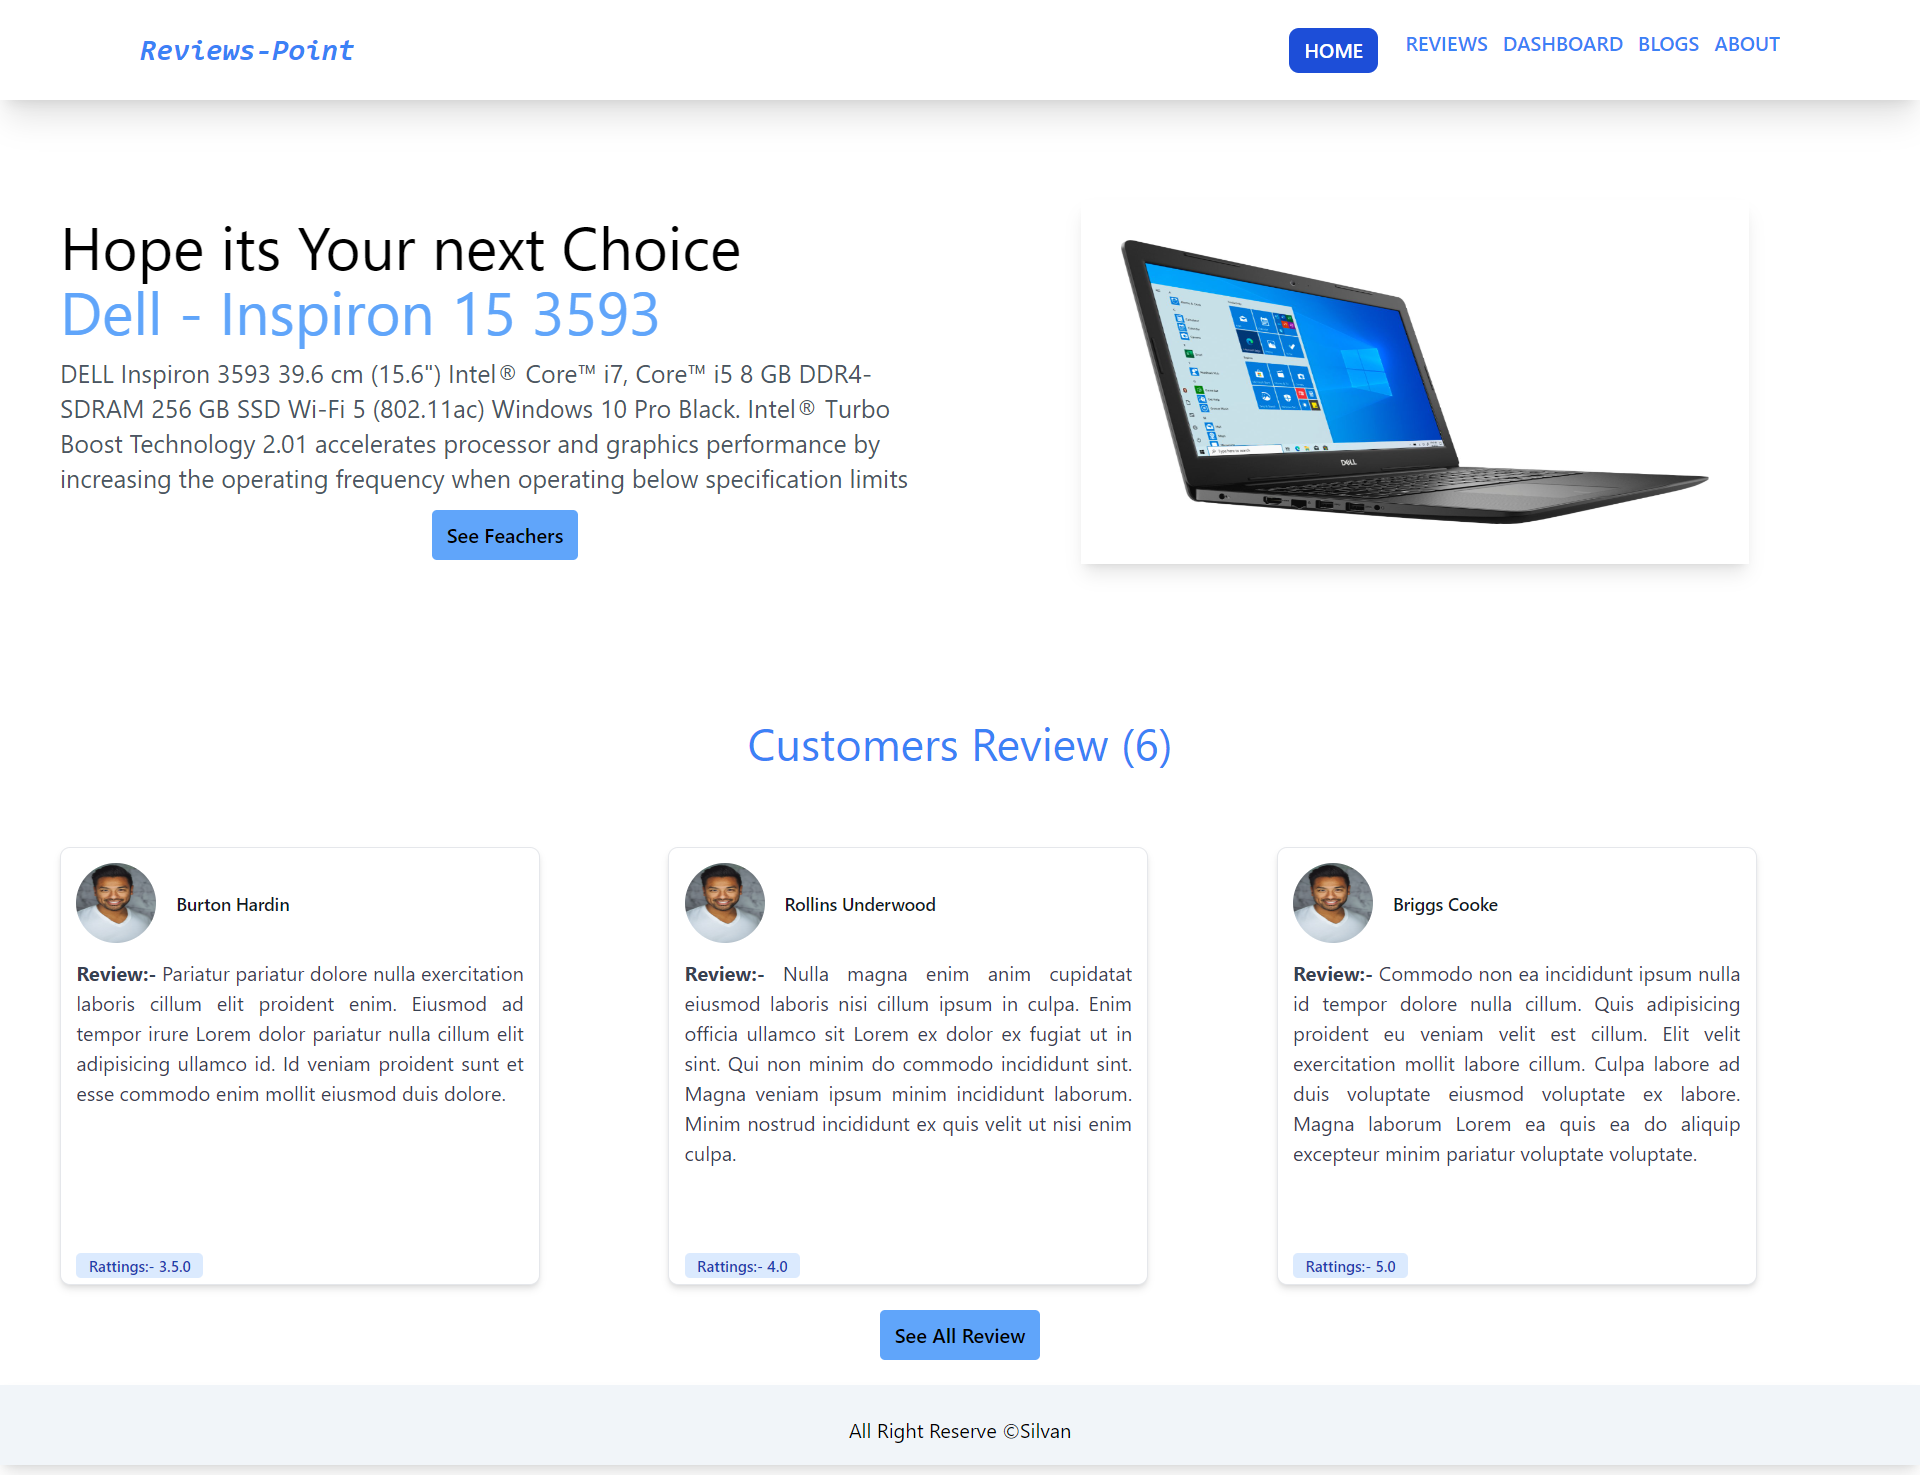 Reviews-Point
HOME
REVIEWS
DASHBOARD
BLOGS
ABOUT
Hope its Your next Choice
Dell - Inspiron 15 3593
DELL Inspiron 3593 39.6 cm (15.6") Intel® Core™ i7, Core™ i5 8 GB DDR4-
SDRAM 256 GB SSD Wi-Fi 5 (802.11ac) Windows 10 Pro Black. Intel® Turbo
Boost Technology 2.01 accelerates processor and graphics performance by
increasing the operating frequency when operating below specification limits
See Feachers
DELL
Customers Review (6)
Burton Hardin
Review:- Pariatur pariatur dolore nulla exercitation
laboris cillum elit proident enim. Eiusmod ad
tempor irure Lorem dolor pariatur nulla cillum elit
adipisicing ullamco id. Id veniam proident sunt et
esse commodo enim mollit eiusmod duis dolore.
Rattings:- 3.5.0
Rollins Underwood
Review:- Nulla magna enim anim cupidatat
eiusmod laboris nisi cillum ipsum in culpa. Enim
officia ullamco sit Lorem ex dolor ex fugiat ut in
sint. Qui non minim do commodo incididunt sint.
Magna veniam ipsum minim incididunt laborum.
Minim nostrud incididunt ex quis velit ut nisi enim
culpa.
Rattings:- 4.0
Briggs Cooke
Review:- Commodo non ea incididunt ipsum nulla
id tempor dolore nulla cillum. Quis adipisicing
proident eu veniam velit est cillum. Elit velit
exercitation mollit labore cillum. Culpa labore ad
duis voluptate eiusmod voluptate ex labore.
Magna laborum Lorem ea quis ea do aliquip
excepteur minim pariatur voluptate voluptate.
Rattings:- 5.0
See All Review
All Right Reserve ©Silvan